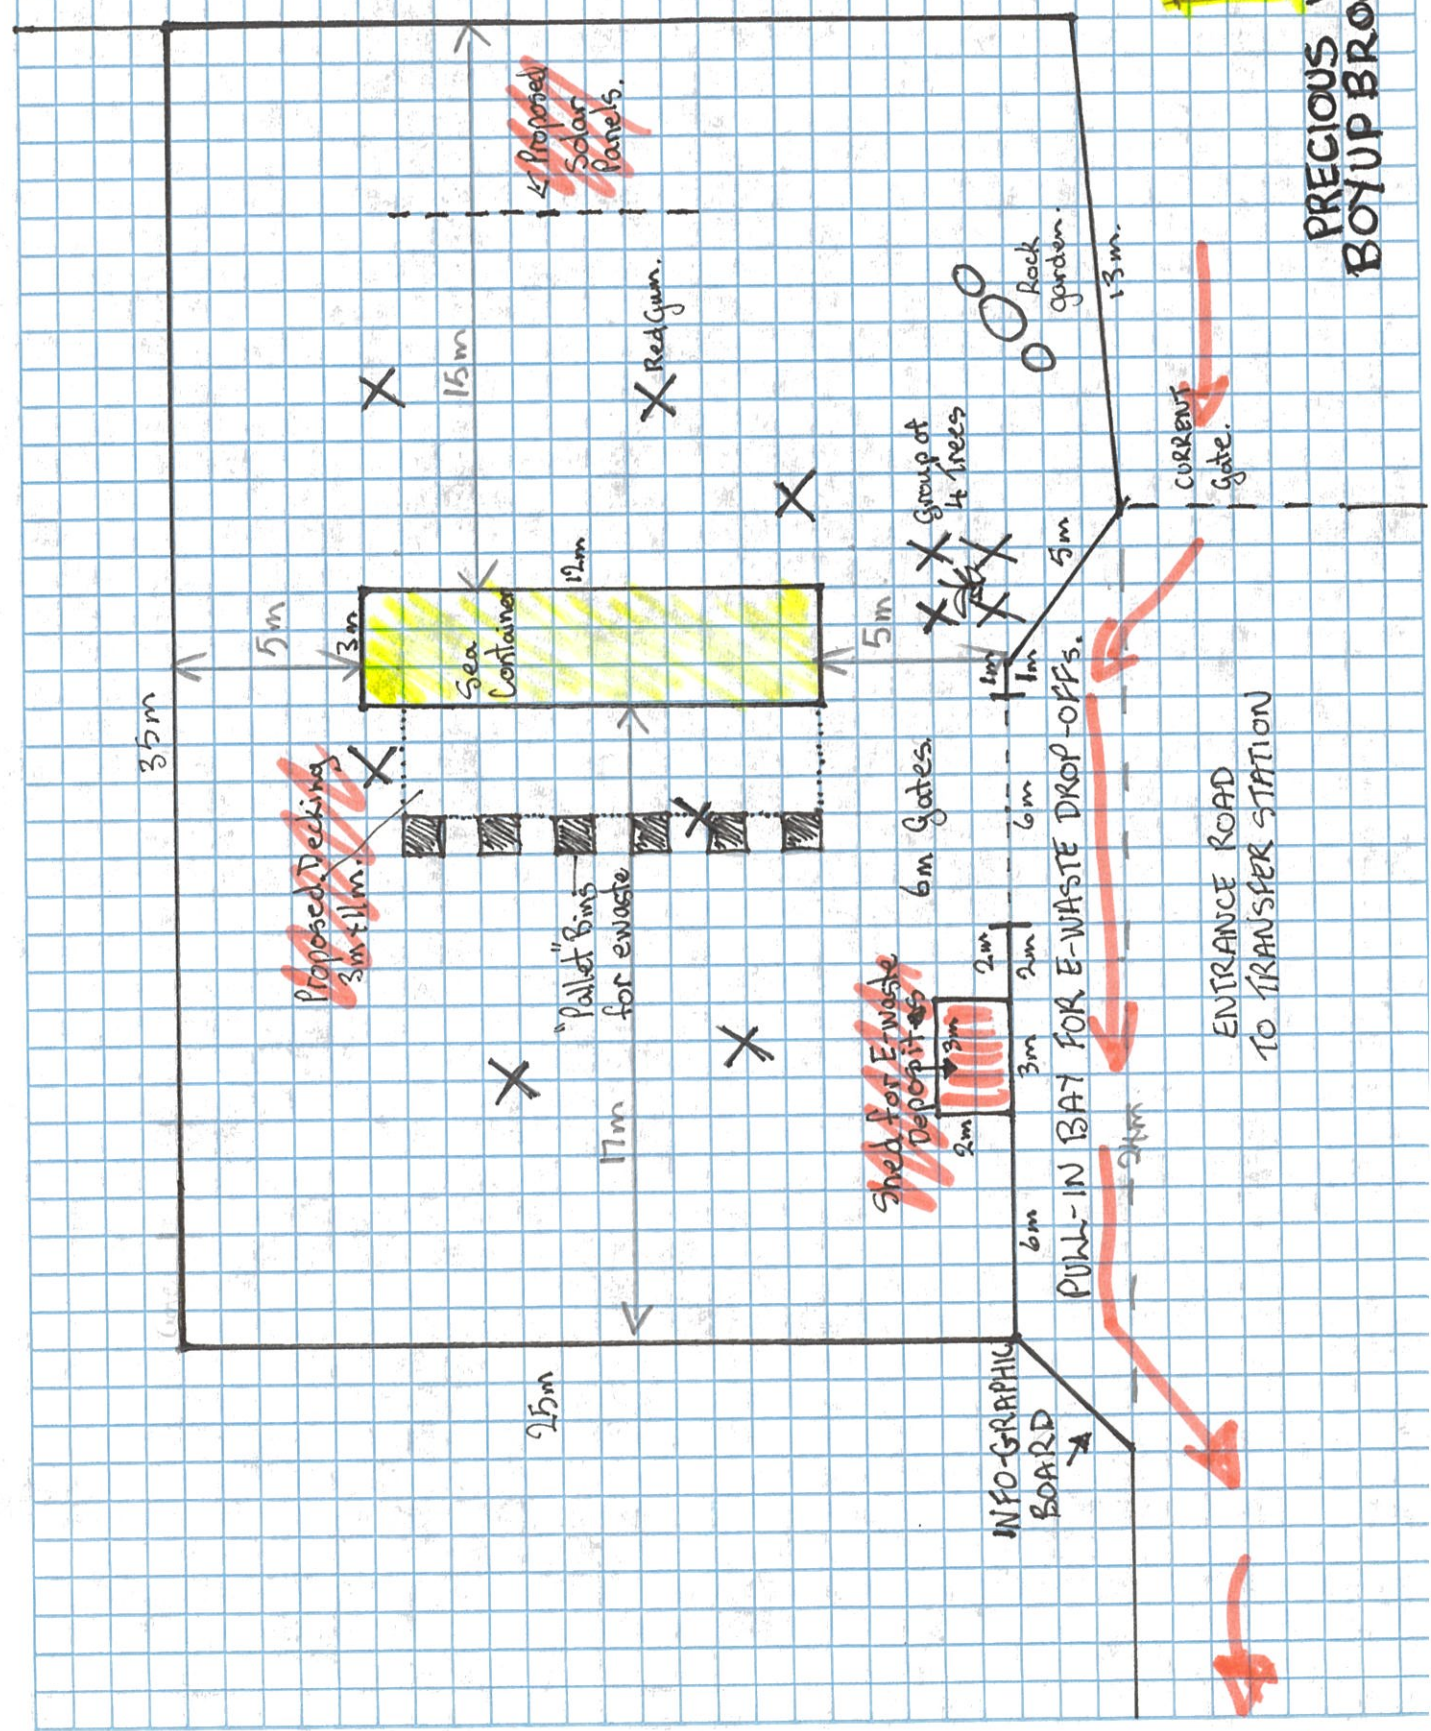 PRECIOUS
BOYUP BRO
35m
5m
3m
Sea
Container
12m
15m
Proposed
Solar
Panels.
Red Gum.
Proposed Decking
3m x 11m.
"Pallet" Bins
for ewaste
17m
25m
5m
Group of
4 Trees
Rock
garden.
13m.
6m Gates.
Shed for E-waste
Deposit
3m
2m
2m
1m
6m
3m
2m
6m
1m
5m
CURRENT
Gate.
PULL-IN BAY FOR E-WASTE DROP-OFFs.
24m
INFO-GRAPHIC
BOARD
ENTRANCE ROAD
TO TRANSFER STATION